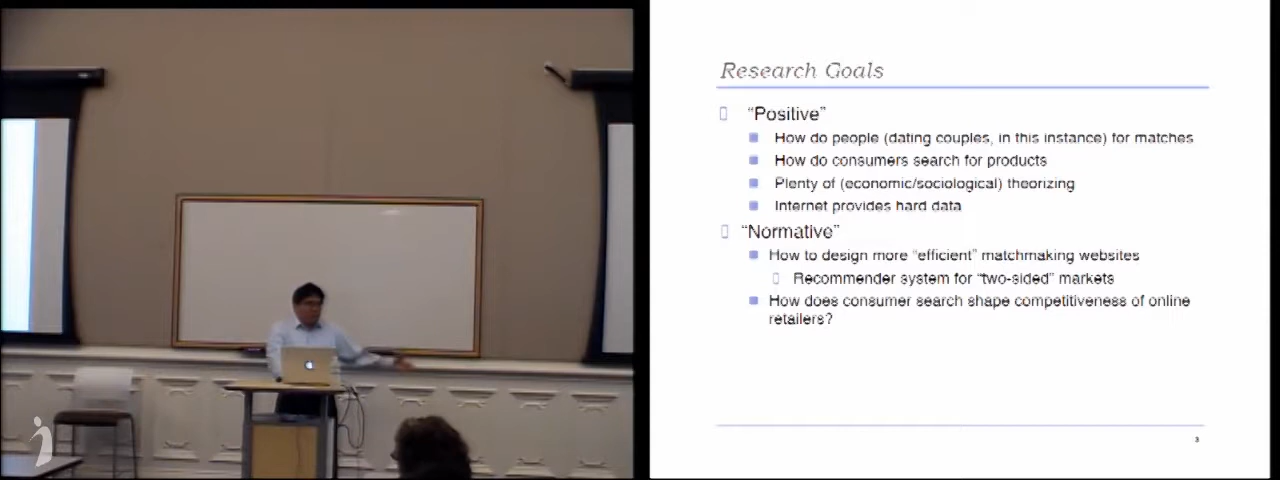 Research Goals
"Positive"
How do people (dating couples, in this instance) for matches
How do consumers search for products
Plenty of (economic/sociological) theorizing
Internet provides hard data
"Normative"
How to design more "efficient" matchmaking websites
Recommender system for "two-sided" markets
How does consumer search shape competitiveness of online
retailers?
3